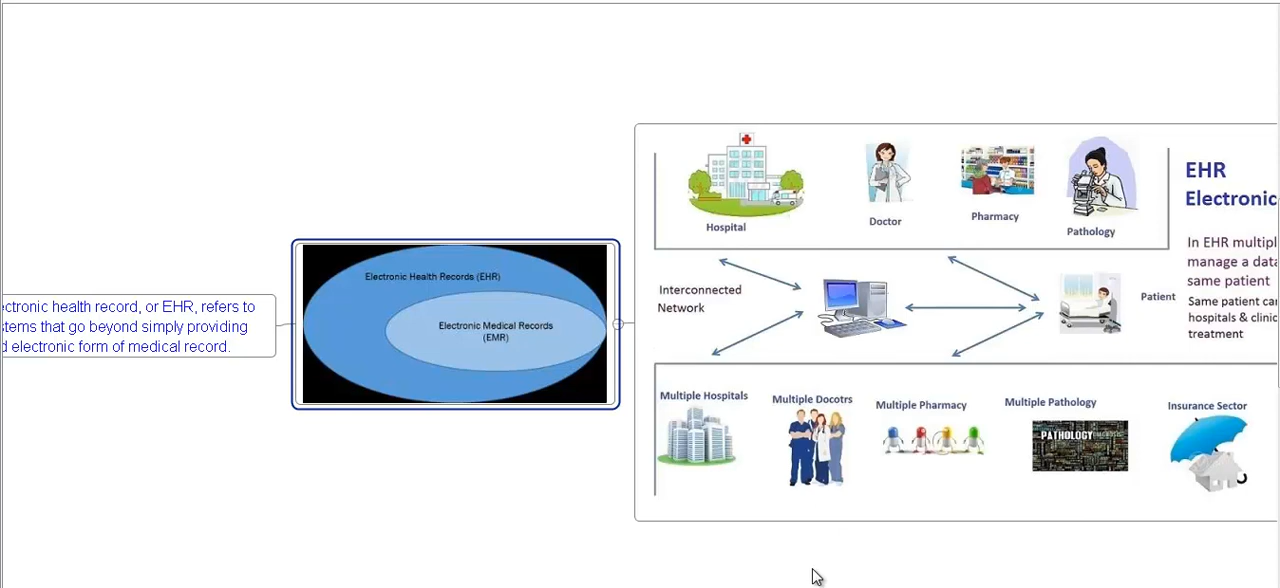 ctronic health record, or EHR, refers to
stems that go beyond simply providing
d electronic form of medical record.
Electronic Health Records (EHR)
Electronic Medical Records
(EMR)
Hospital
Doctor
Pharmacy
Pathology
EHR
Electronic
In EHR multipl
manage a data
same patient
Same patient can
hospitals & clinic
treatment
Interconnected
Network
Patient
Multiple Hospitals
Multiple Docotrs
Multiple Pharmacy
Multiple Pathology
Insurance Sector
PATHOLOGY